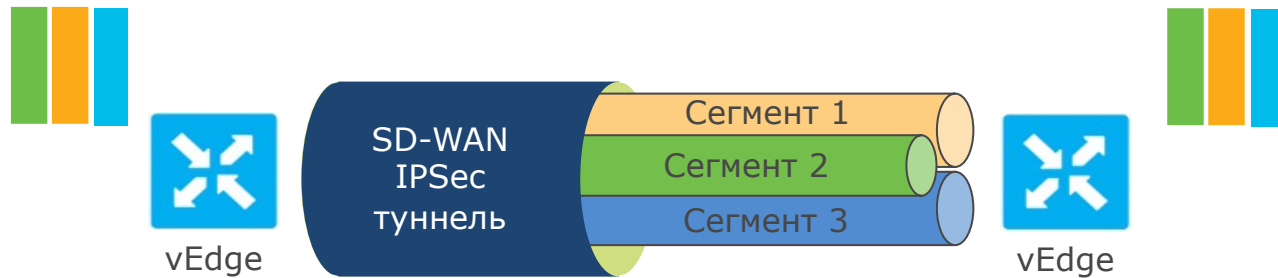 Сегмент 1
SD-WAN
IPSec
туннель
Сегмент 2
Сегмент 3
vEdge
vEdge